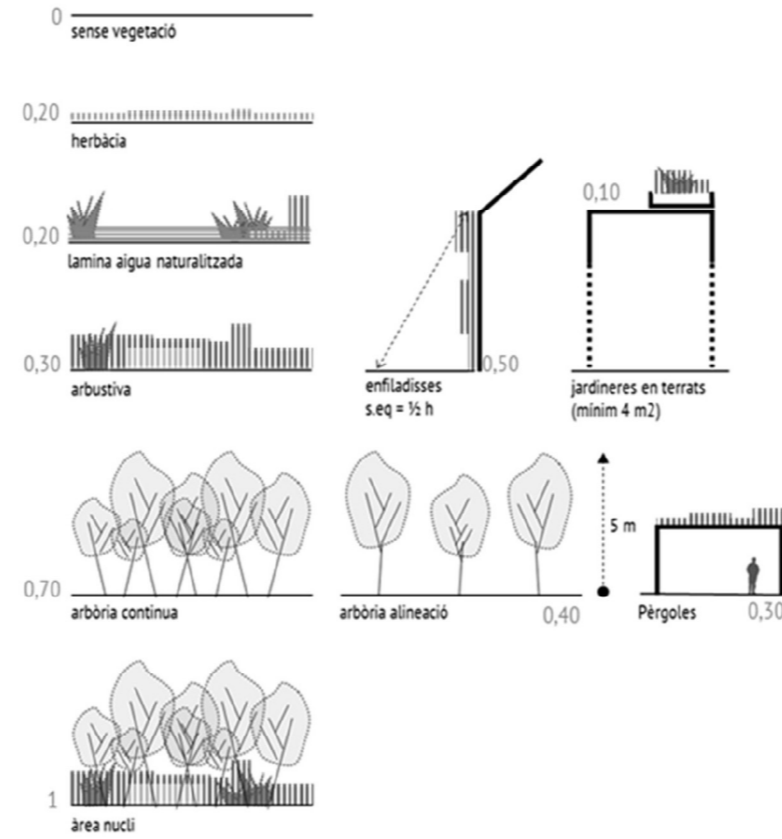 0
sense vegetació
0,20
herbàcia
0,20
lamina aigua naturalitzada
0,30
arbustiva
0,50
enfiladisses
s.eq = ½ h
0,10
jardineres en terrats
(mínim 4 m2)
0,70
arbòria continua
arbòria alineació
0,40
5 m
Pèrgoles
0,30
1
àrea nucli